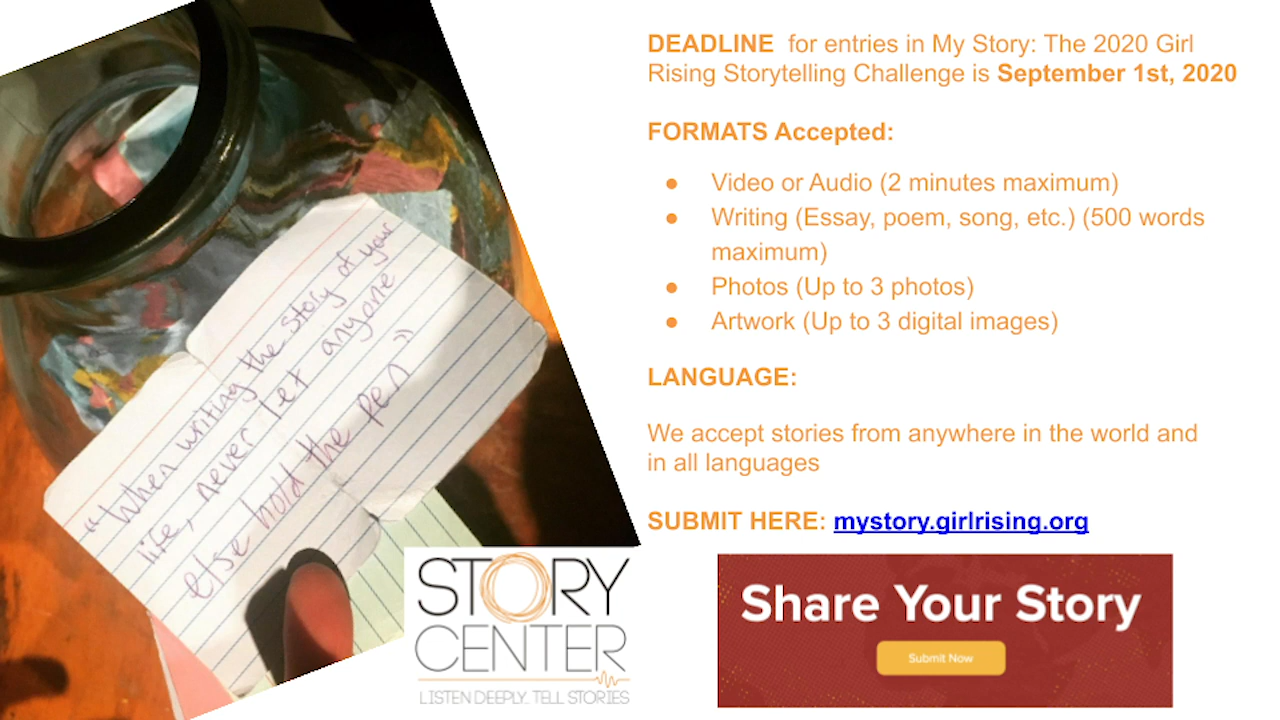 "When writing the story of your
life, never let anyone
else hold the pen"
STORY
CENTER
LISTEN DEEPLY. TELL STORIES
DEADLINE for entries in My Story: The 2020 Girl
Rising Storytelling Challenge is September 1st, 2020
FORMATS Accepted:
● Video or Audio (2 minutes maximum)
● Writing (Essay, poem, song, etc.) (500 words
maximum)
● Photos (Up to 3 photos)
● Artwork (Up to 3 digital images)
LANGUAGE:
We accept stories from anywhere in the world and
in all languages
SUBMIT HERE: mystory.girlrising.org
Share Your Story
Submit Now